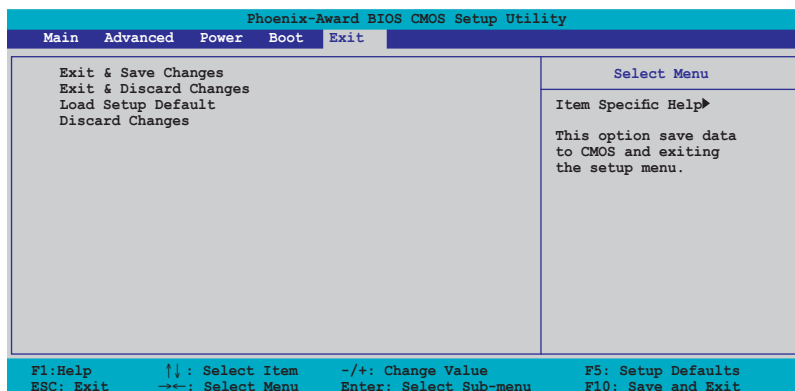 Phoenix-Award BIOS CMOS Setup Utility
Main Advanced Power Boot Exit
Exit & Save Changes
Exit & Discard Changes
Load Setup Default
Discard Changes
Select Menu
Item Specific Help▶
This option save data
to CMOS and exiting
the setup menu.
F1:Help ↑↓: Select Item -/+: Change Value F5: Setup Defaults
ESC: Exit →←: Select Menu Enter: Select Sub-menu F10: Save and Exit